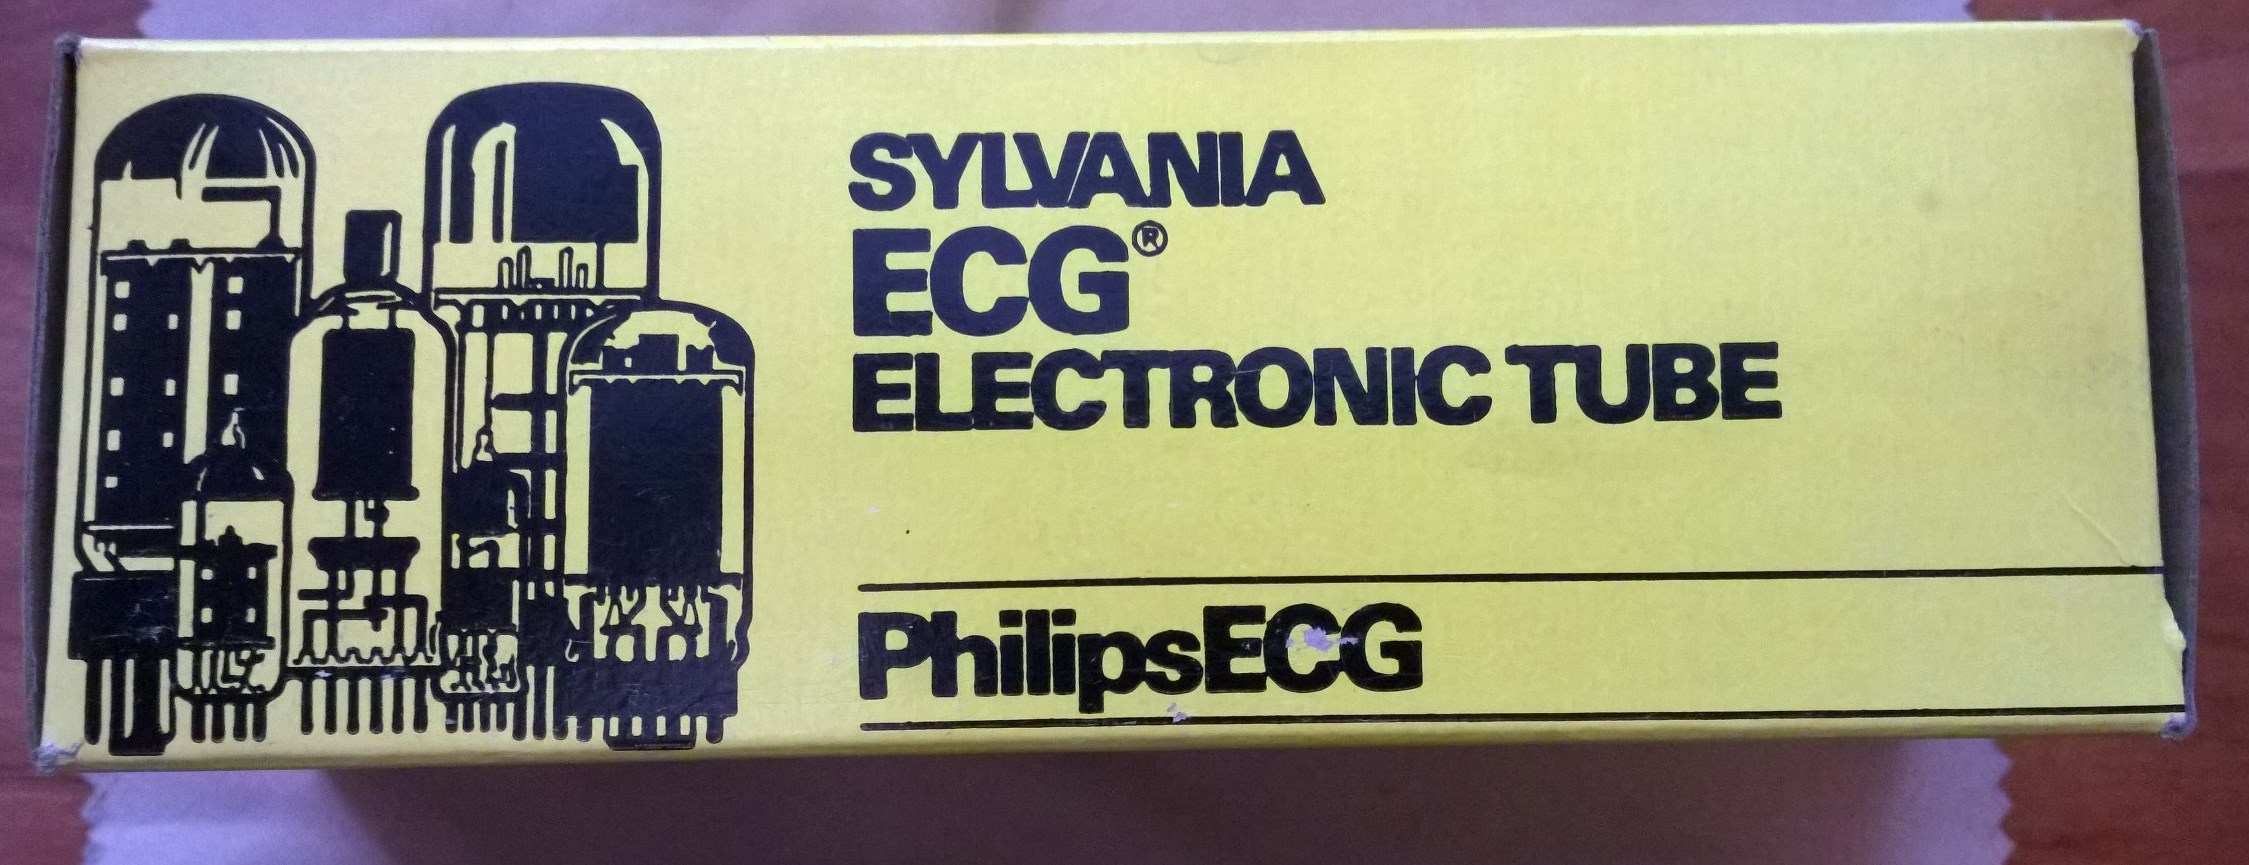 SYLVANIA
ECG®
ELECTRONIC TUBE
PhilipsECG